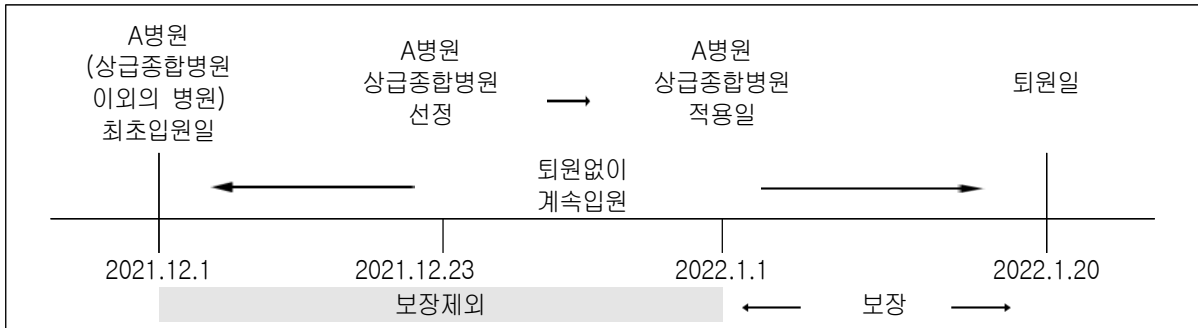 A병원
(상급종합병원
이외의 병원)
최초입원일
A병원
상급종합병원
선정
A병원
상급종합병원
적용일
퇴원일
퇴원없이
계속입원
2021.12.1
2021.12.23
2022.1.1
2022.1.20
보장제외
보장